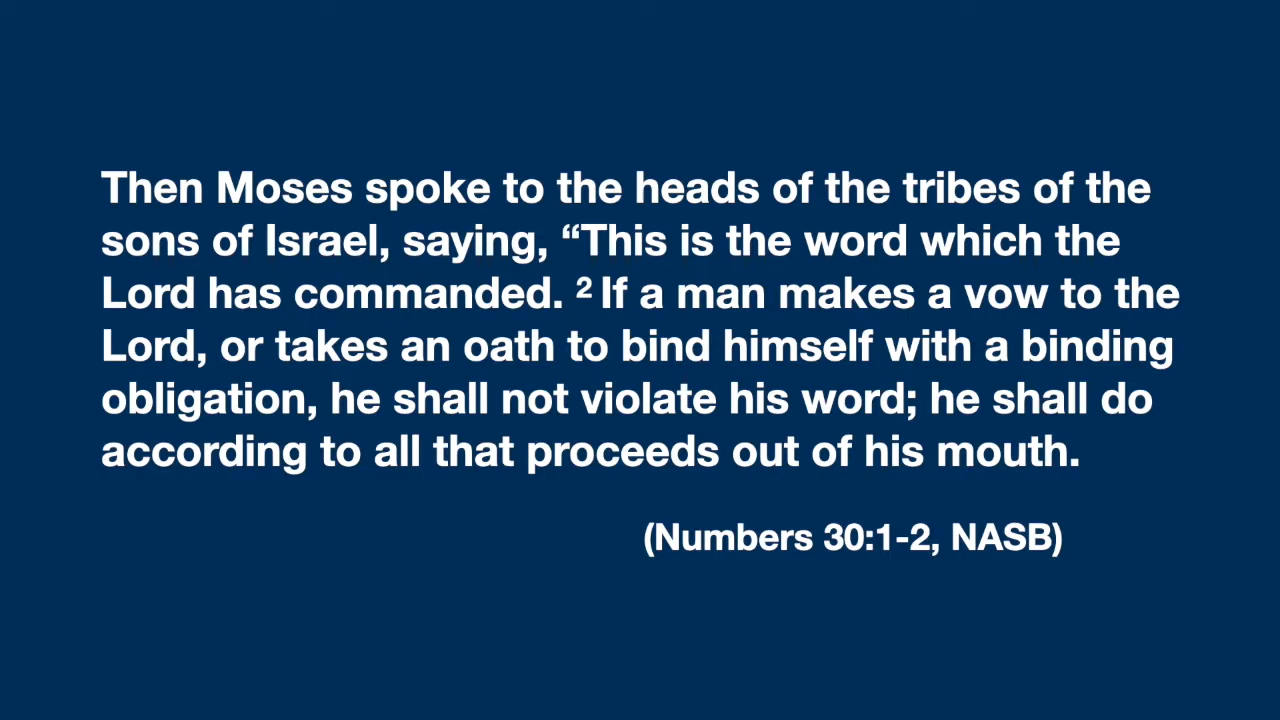 Then Moses spoke to the heads of the tribes of the
sons of Israel, saying, “This is the word which the
Lord has commanded. ² If a man makes a vow to the
Lord, or takes an oath to bind himself with a binding
obligation, he shall not violate his word; he shall do
according to all that proceeds out of his mouth.
(Numbers 30:1-2, NASB)